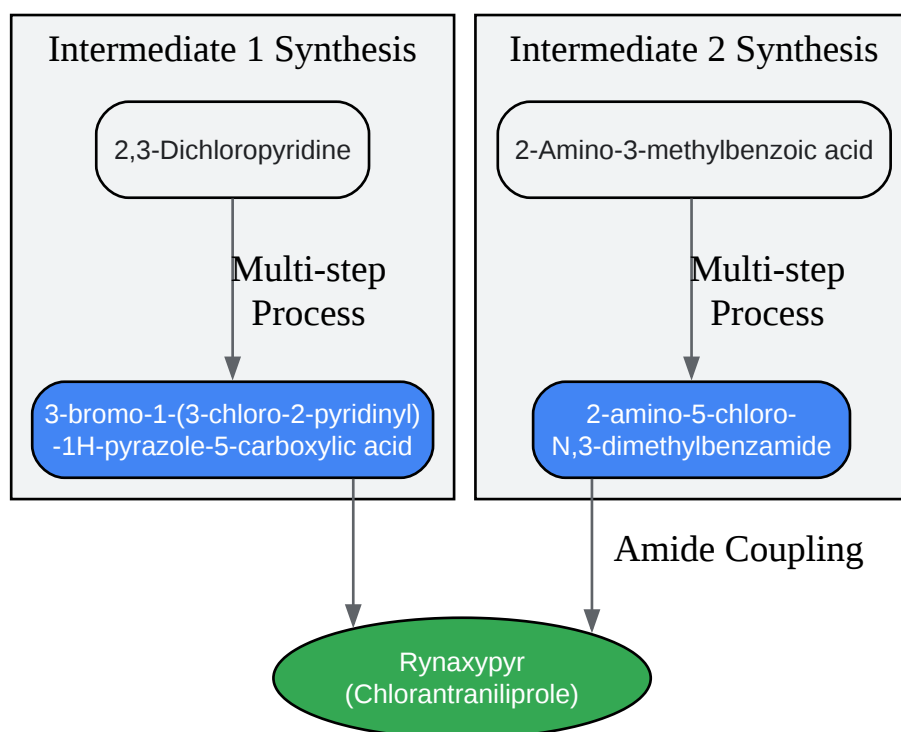 Intermediate 1 Synthesis
2,3-Dichloropyridine
Multi-step
Process
3-bromo-1-(3-chloro-2-pyridinyl)
-1H-pyrazole-5-carboxylic acid
Intermediate 2 Synthesis
2-Amino-3-methylbenzoic acid
Multi-step
Process
2-amino-5-chloro-
N,3-dimethylbenzamide
Amide Coupling
Rynaxypyr
(Chlorantraniliprole)